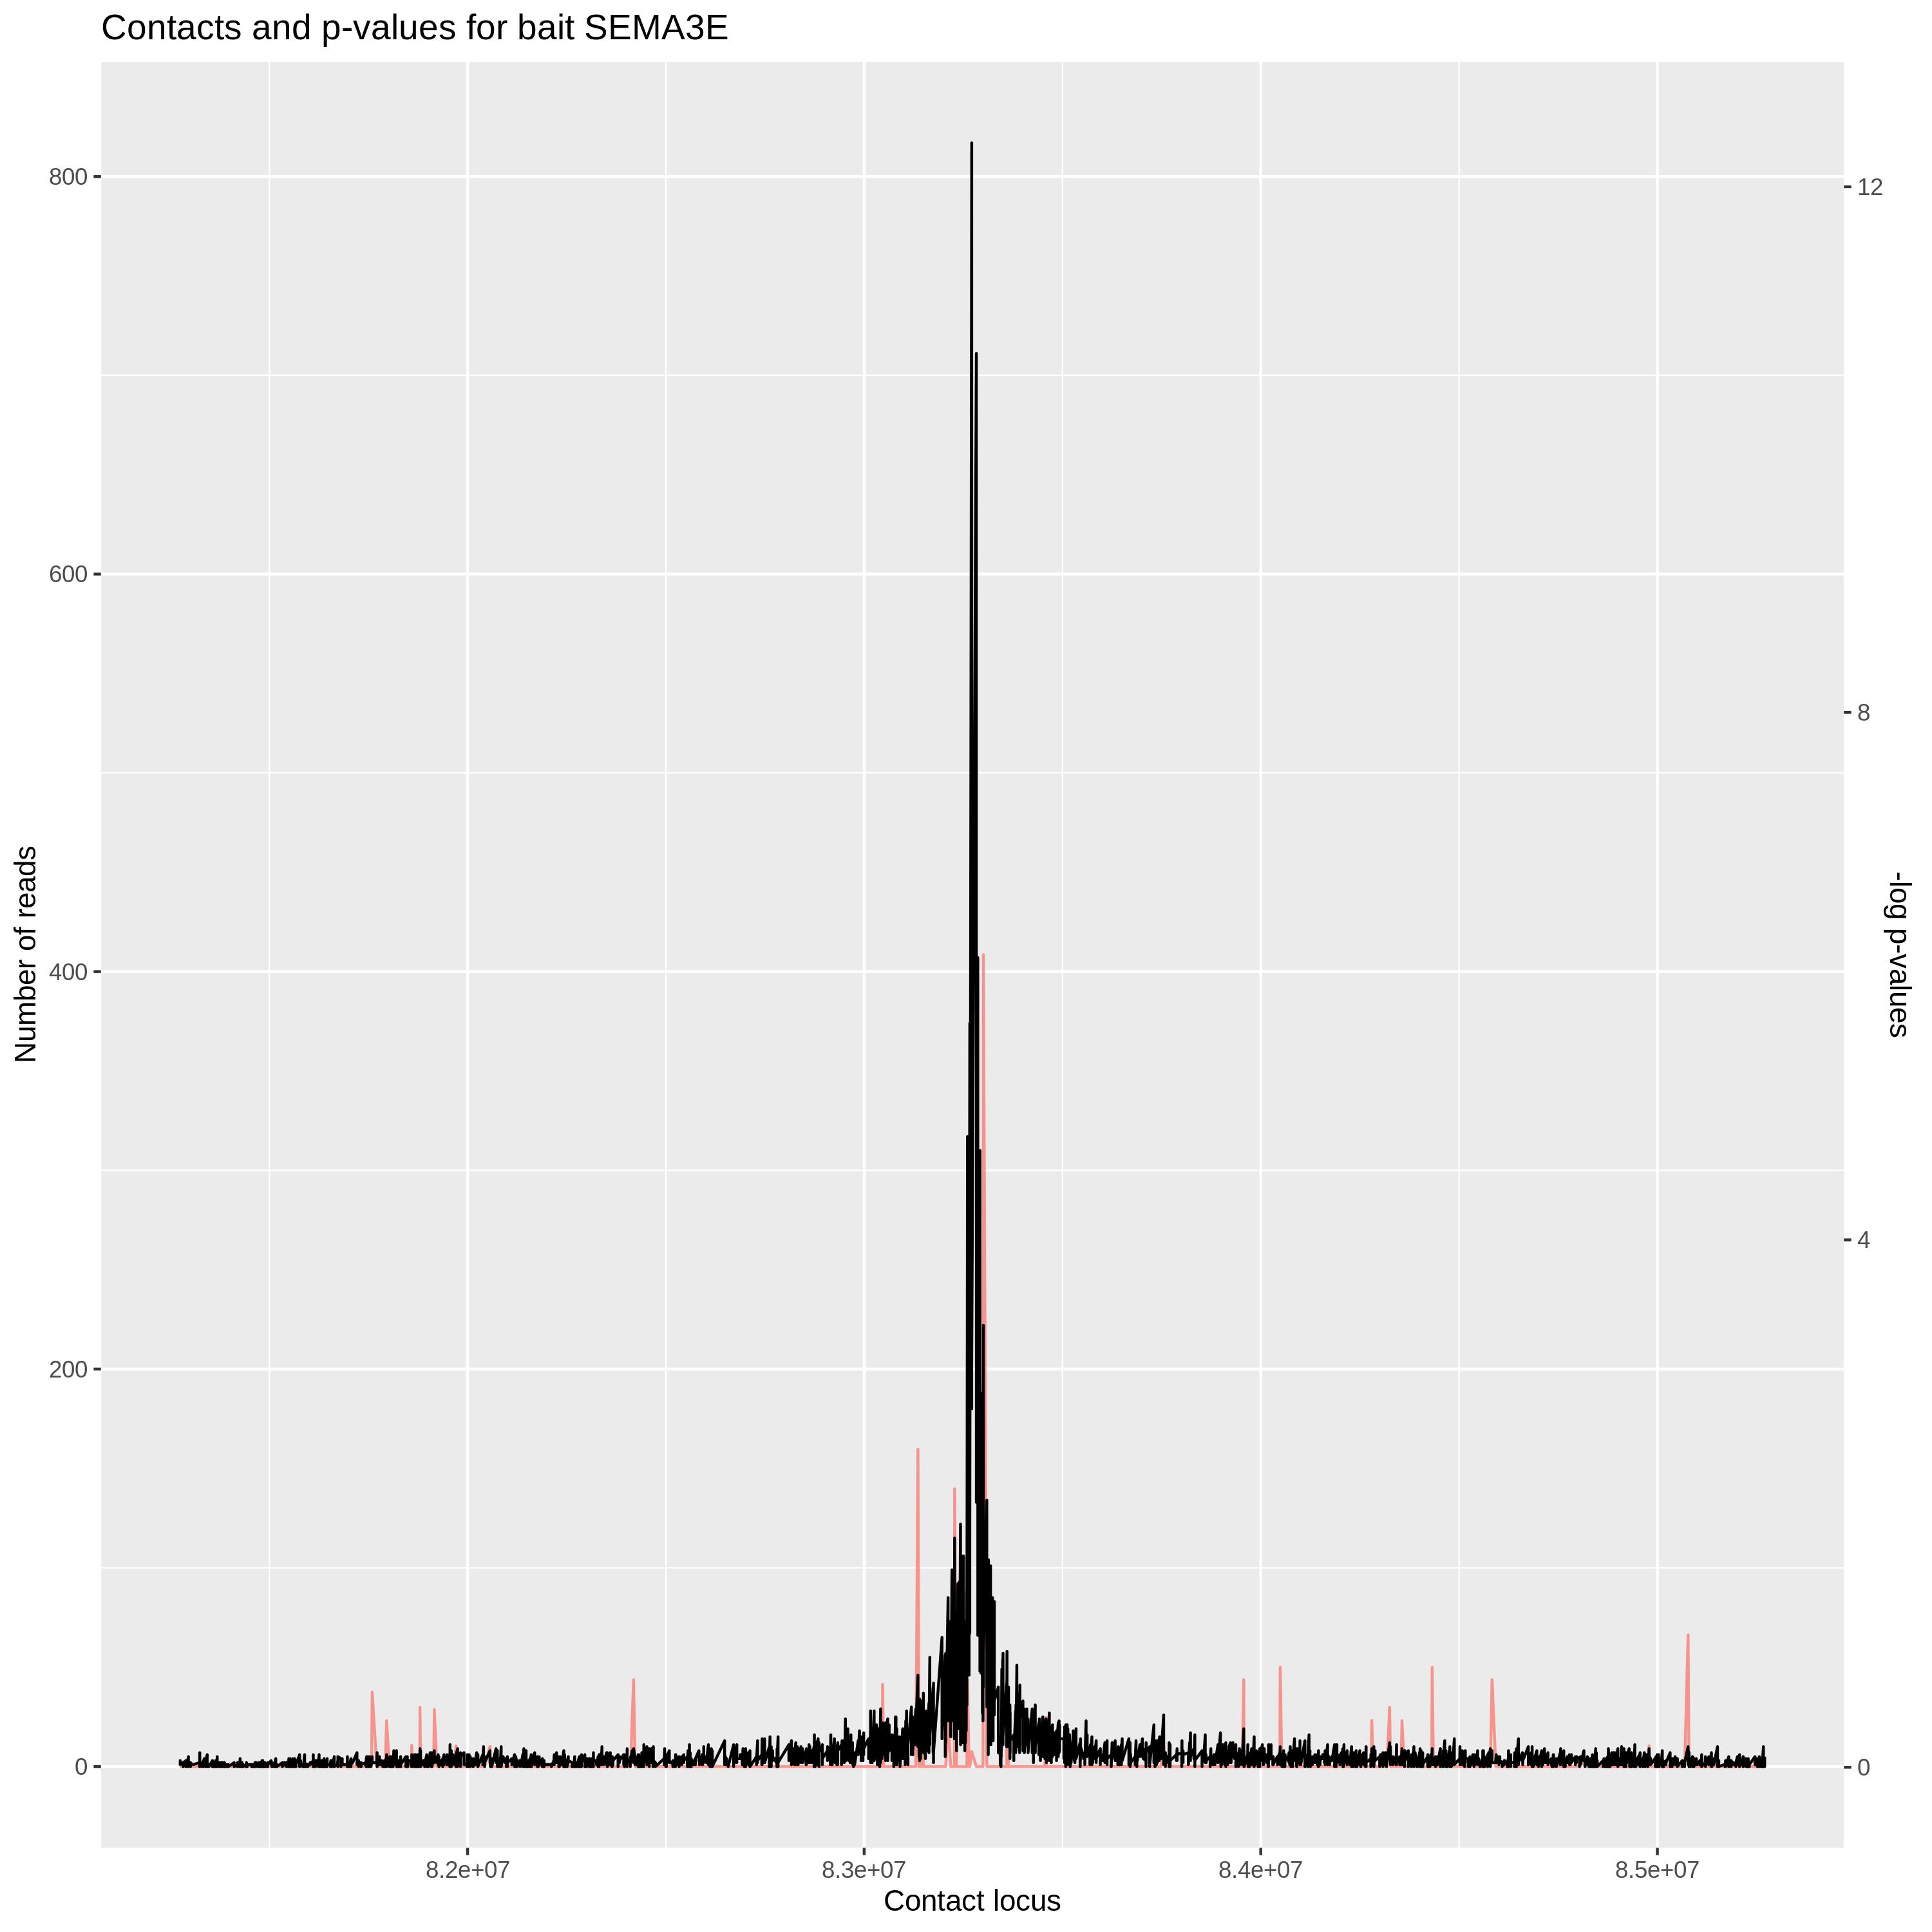 Contacts and p-values for bait SEMA3E
800
600
400
200
0
Number of reads
12
8
4
0
-log p-values
8.2e+07
8.3e+07
8.4e+07
8.5e+07
Contact locus